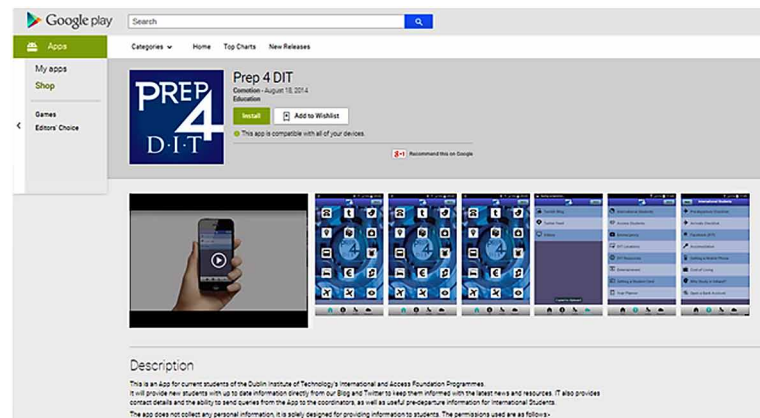 Google play
Search
Apps
Categories
Home
Top Charts
New Releases
My apps
Shop
Games
Editors' Choice
PREP
4
D·I·T
Prep 4 DIT
Comotion - August 18, 2014
Education
Install
Add to Wishlist
This app is compatible with all of your devices.
g+1 Recommend this on Google
International Students
Description
This is an App for current students of the Dublin Institute of Technology's International and Access Foundation Programmes.
It will provide new students with up to date information directly from our Blog and Twitter to keep them informed with the latest news and resources. IT also provides
contact details and the ability to send queries from the App to the coordinators, as well as useful pre-departure information for International Students.
The app does not collect any personal information, it is solely designed for providing information to students. The permissions used are as follows:-